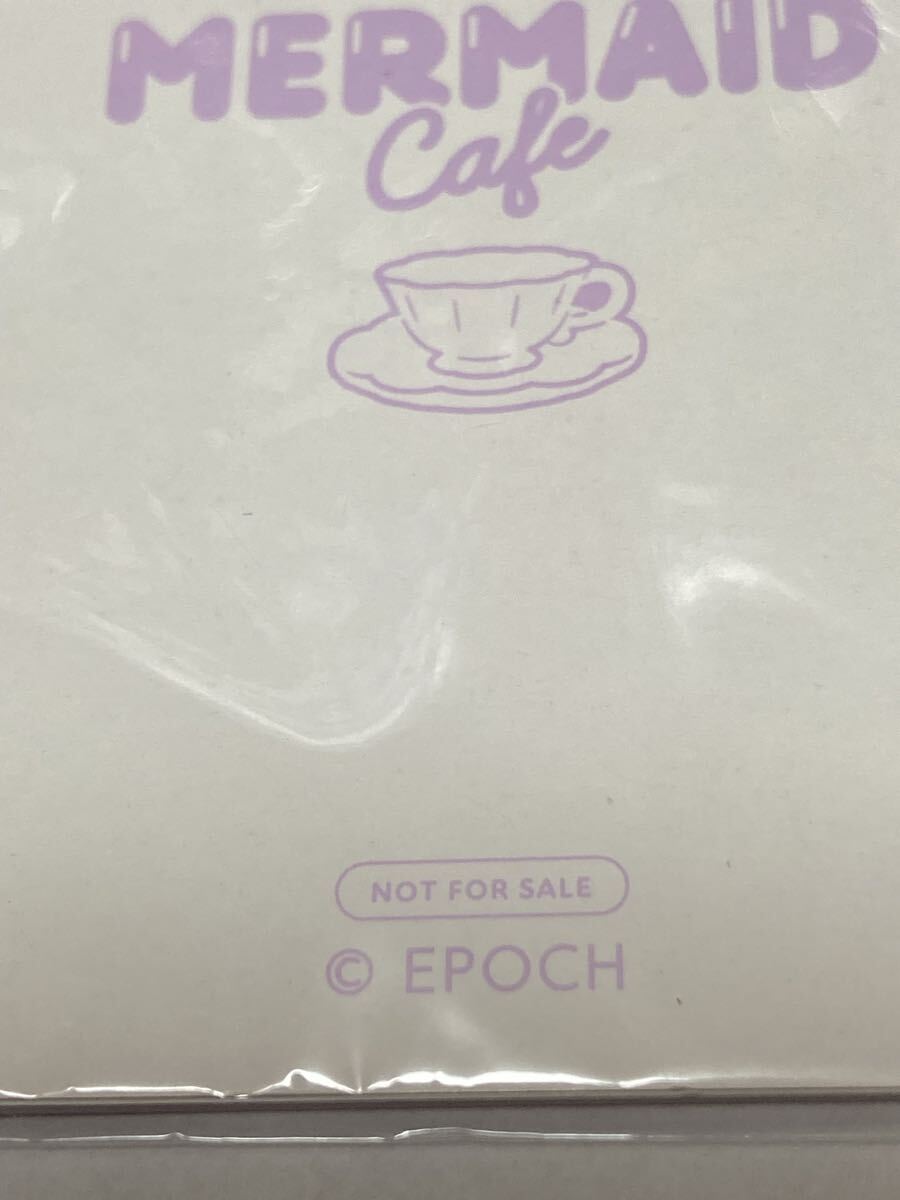 MERMAID
Cafe
NOT FOR SALE
© EPOCH